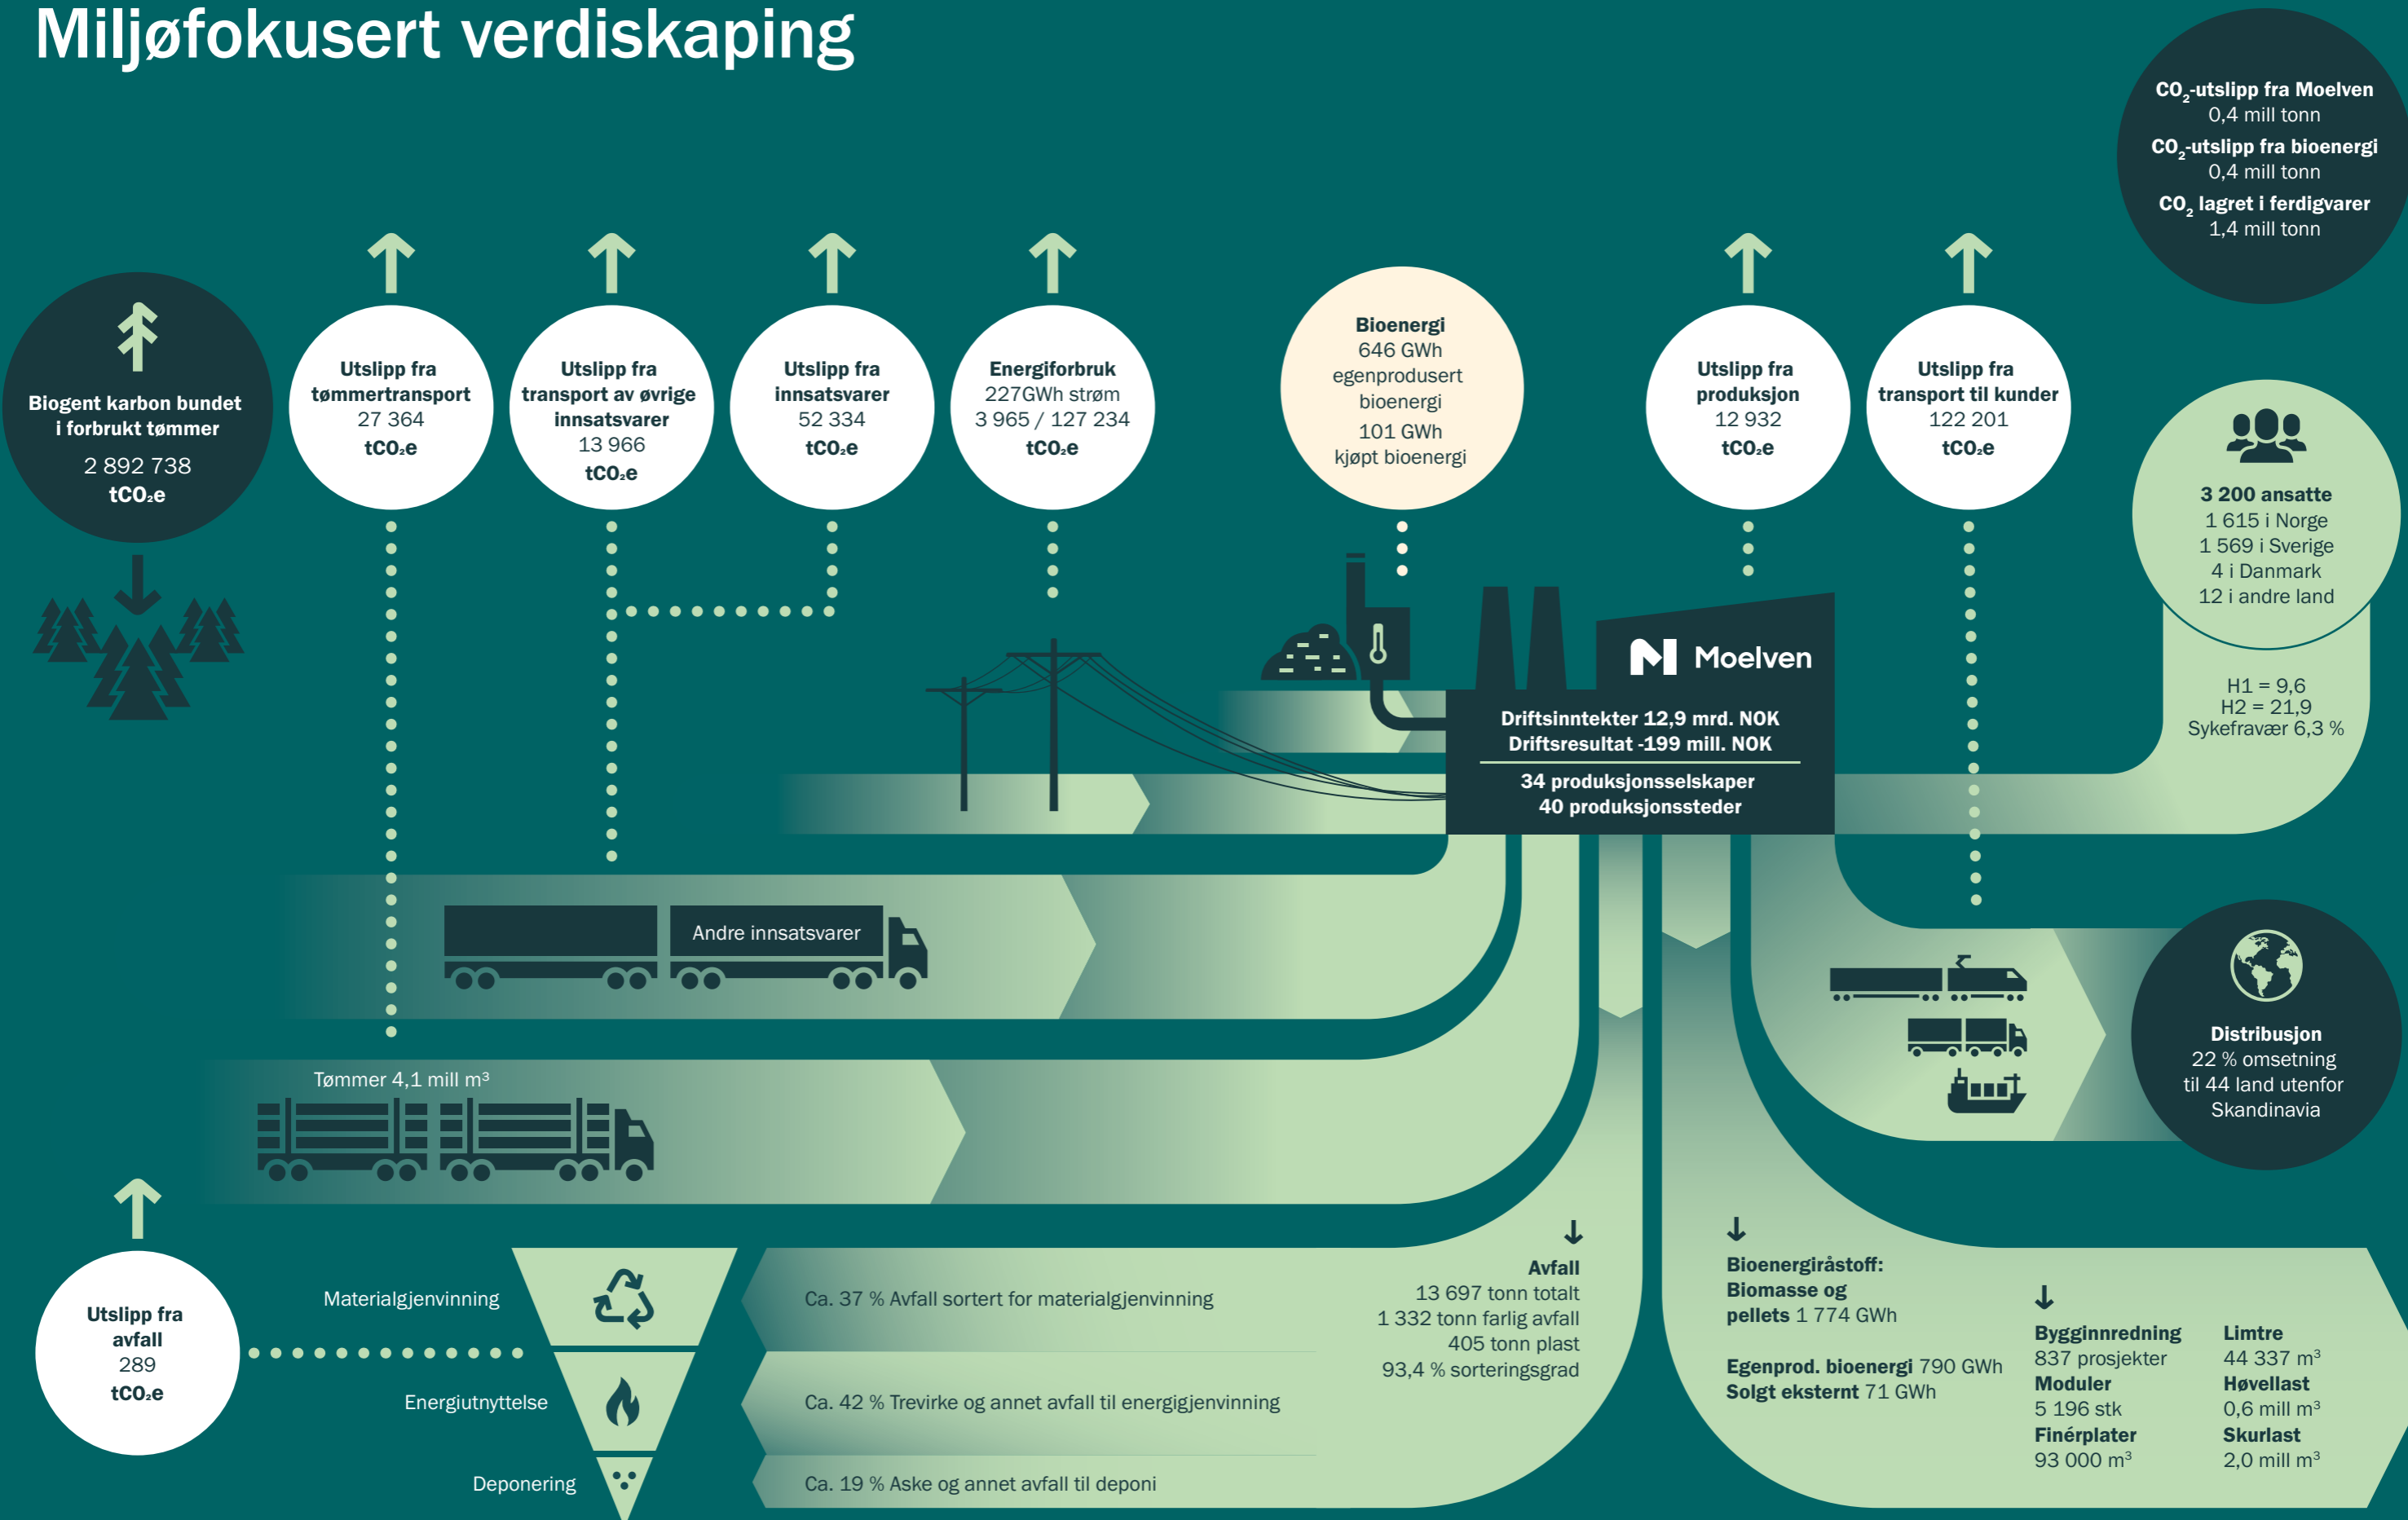 Miljøfokusert verdiskaping
CO₂-utslipp fra Moelven
0,4 mill tonn
CO₂-utslipp fra bioenergi
0,4 mill tonn
CO₂ lagret i ferdigvarer
1,4 mill tonn
Biogent karbon bundet
i forbrukt tømmer
2 892 738
tCO₂e
Utslipp fra
tømmertransport
27 364
tCO₂e
Utslipp fra
transport av øvrige
innsatsvarer
13 966
tCO₂e
Utslipp fra
innsatsvarer
52 334
tCO₂e
Energiforbruk
227GWh strøm
3 965 / 127 234
tCO₂e
Bioenergi
646 GWh
egenprodusert
bioenergi
101 GWh
kjøpt bioenergi
Utslipp fra
produksjon
12 932
tCO₂e
Utslipp fra
transport til kunder
122 201
tCO₂e
3 200 ansatte
1 615 i Norge
1 569 i Sverige
4 i Danmark
12 i andre land
H1 = 9,6
H2 = 21,9
Sykefravær 6,3 %
Moelven
Driftsinntekter 12,9 mrd. NOK
Driftsresultat -199 mill. NOK
34 produksjonsselskaper
40 produksjonssteder
Andre innsatsvarer
Tømmer 4,1 mill m³
Distribusjon
22 % omsetning
til 44 land utenfor
Skandinavia
Utslipp fra
avfall
289
tCO₂e
Materialgjenvinning
Energiutnyttelse
Deponering
Ca. 37 % Avfall sortert for materialgjenvinning
Ca. 42 % Trevirke og annet avfall til energigjenvinning
Ca. 19 % Aske og annet avfall til deponi
Avfall
13 697 tonn totalt
1 332 tonn farlig avfall
405 tonn plast
93,4 % sorteringsgrad
Bioenergiråstoff:
Biomasse og
pellets 1 774 GWh
Egenprod. bioenergi 790 GWh
Solgt eksternt 71 GWh
Bygginnredning
837 prosjekter
Moduler
5 196 stk
Finérplater
93 000 m³
Limtre
44 337 m³
Høvellast
0,6 mill m³
Skurlast
2,0 mill m³